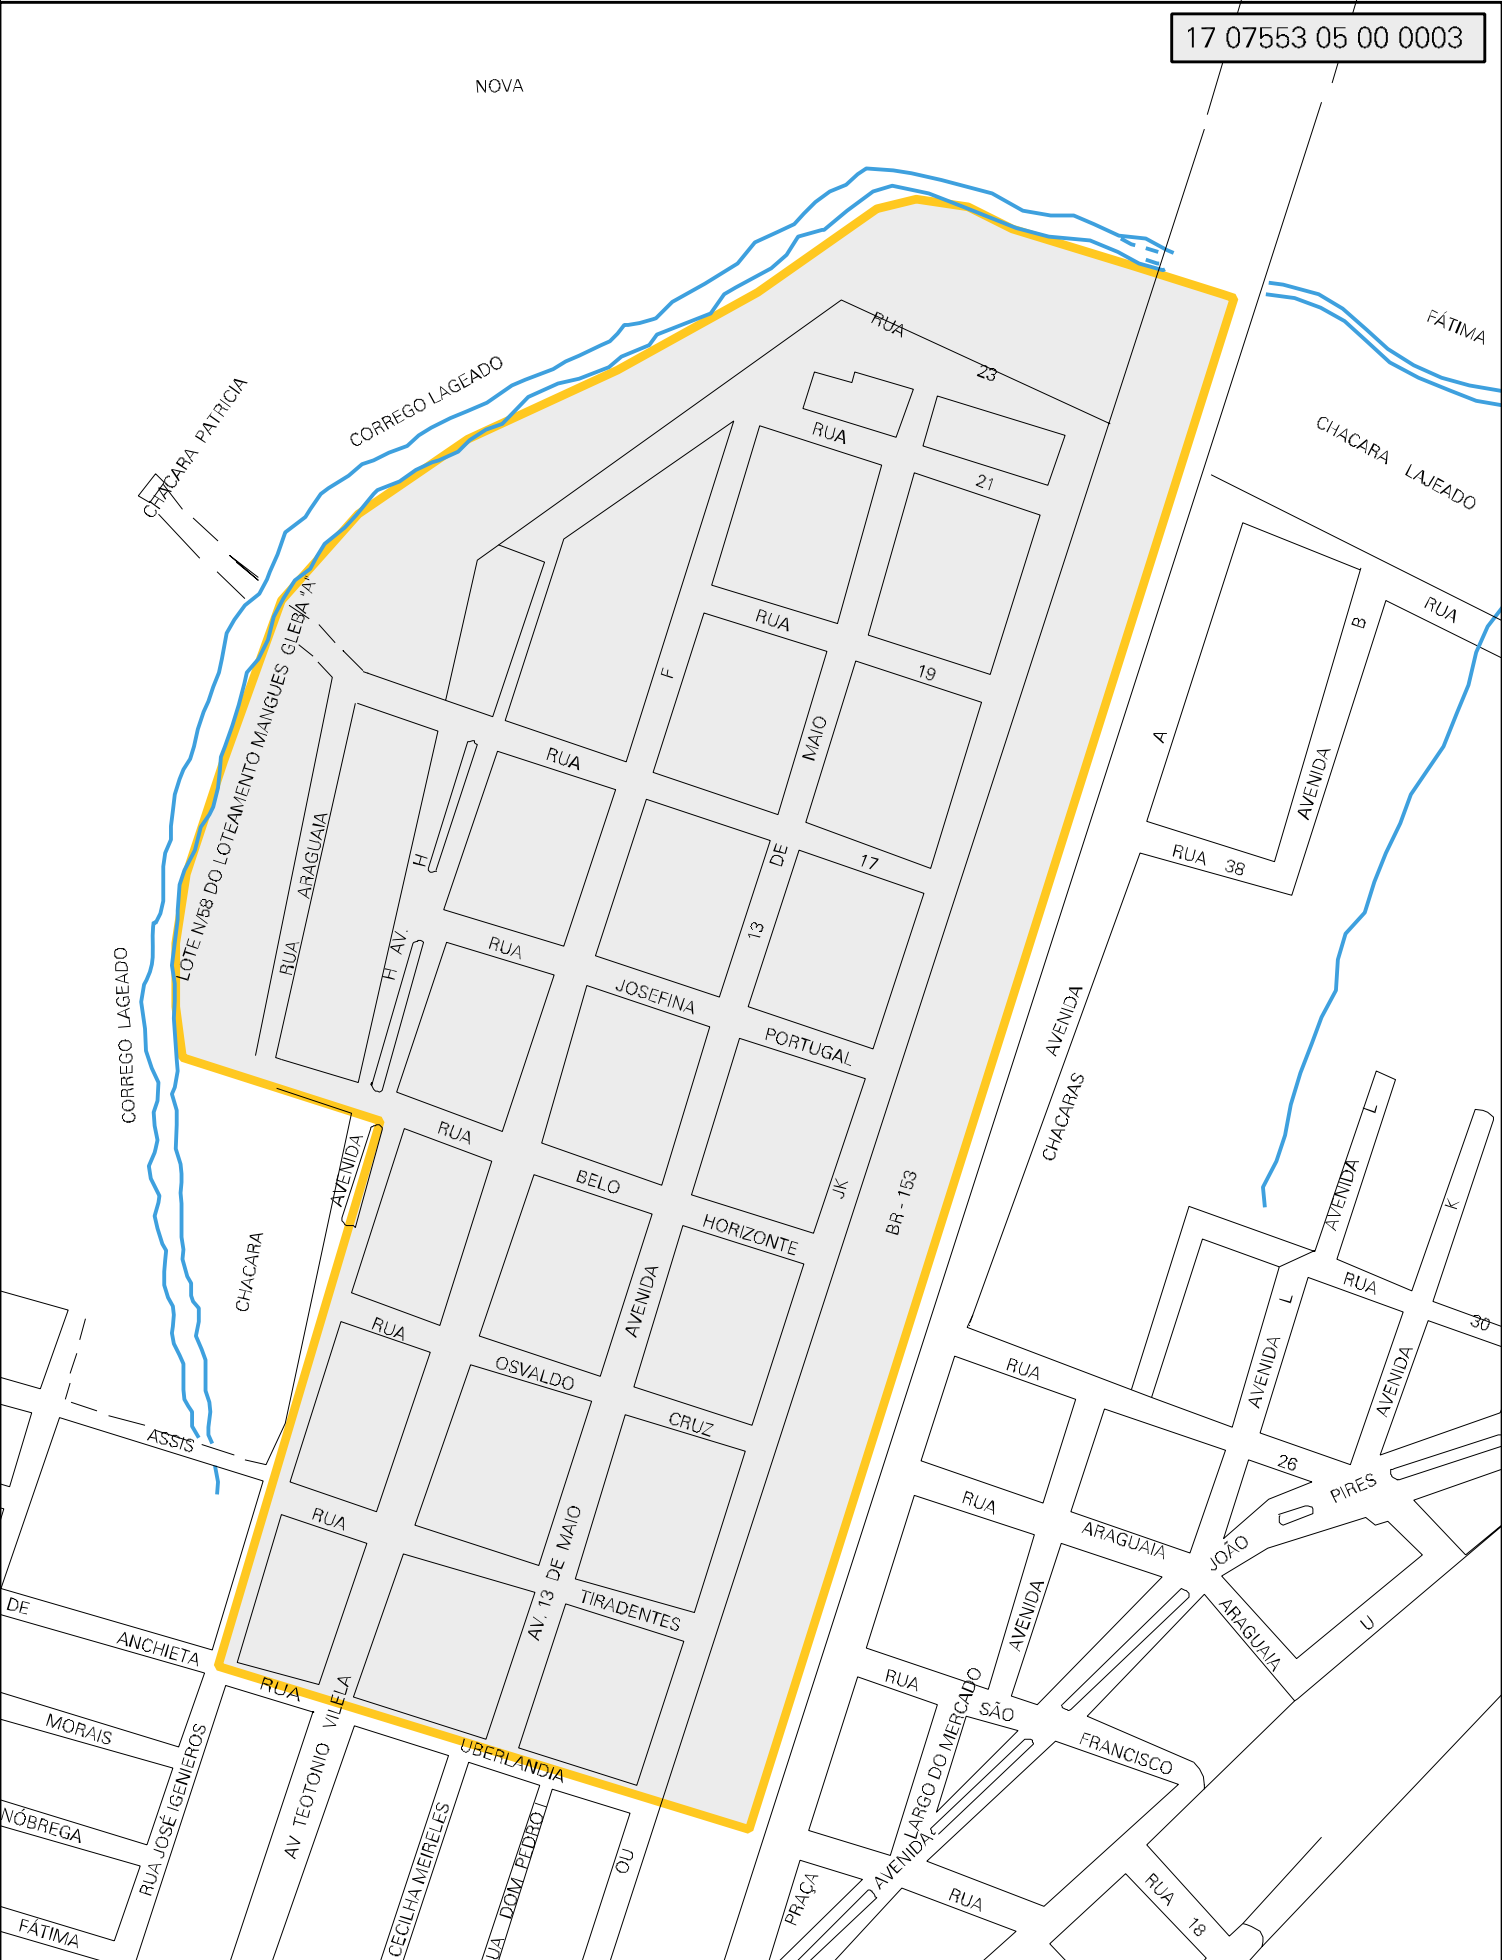 17 07553 05 00 0003
NOVA
FÁTIMA
RUA 23
CORREGO LAGEADO
CHACARA PATRICIA
CHACARA LAJEADO
RUA 21
LOTE N/58 DO LOTEAMENTO MANGUES GLEBA "A"
RUA 19
RUA
B
F
MAIO
A
RUA 17
AVENIDA
RUA ARAGUAIA
H
DE
RUA 38
13
H AV.
RUA JOSEFINA PORTUGAL
CORREGO LAGEADO
AVENIDA
CHACARAS
L
AVENIDA
K
RUA BELO HORIZONTE
AVENIDA
JK
BR - 153
CHACARA
AVENIDA
RUA 30
L
AVENIDA
AVENIDA
RUA OSVALDO CRUZ
RUA 26
ASSIS
PIRES
JOÃO
RUA ARAGUAIA
RUA TIRADENTES
AV. 13 DE MAIO
AVENIDA
ARAGUAIA
U
DE
ANCHIETA
RUA UBERLANDIA
RUA SÃO FRANCISCO
LARGO DO MERCADO
MORAIS
RUA JOSÉ IGENIEROS
AV TEOTONIO VILELA
CECILHA MEIRELES
UA DOM PEDRO I
OU
NÓBREGA
AVENIDA
PRAÇA
RUA
RUA 18
FÁTIMA